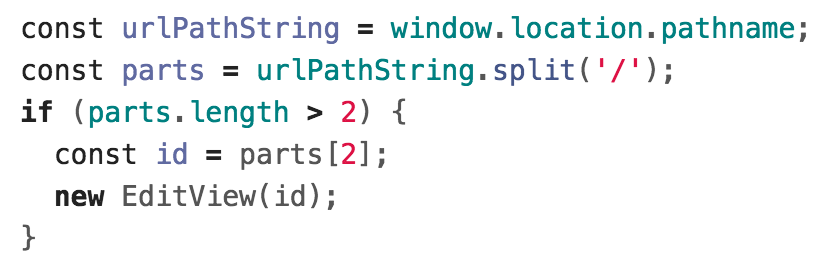 const urlPathString = window.location.pathname;
const parts = urlPathString.split('/');
if (parts.length > 2) {
  const id = parts[2];
  new EditView(id);
}